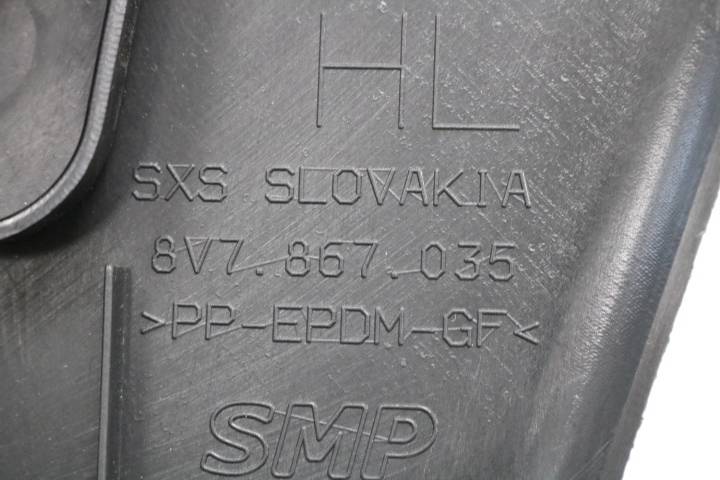 HL
SXS SLOVAKIA
8V7.867.035
>PP-EPDM-GF<
SMP